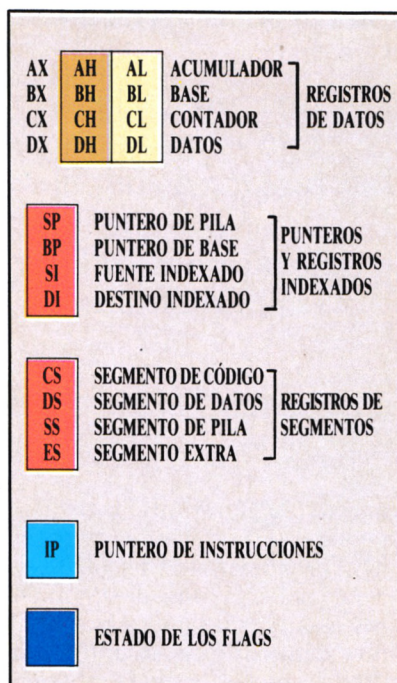 AX AH AL ACUMULADOR
BX BH BL BASE
CX CH CL CONTADOR
DX DH DL DATOS
REGISTROS
DE DATOS
SP PUNTERO DE PILA
BP PUNTERO DE BASE
SI FUENTE INDEXADO
DI DESTINO INDEXADO
PUNTEROS
Y REGISTROS
INDEXADOS
CS SEGMENTO DE CÓDIGO
DS SEGMENTO DE DATOS
SS SEGMENTO DE PILA
ES SEGMENTO EXTRA
REGISTROS DE
SEGMENTOS
IP PUNTERO DE INSTRUCCIONES
ESTADO DE LOS FLAGS